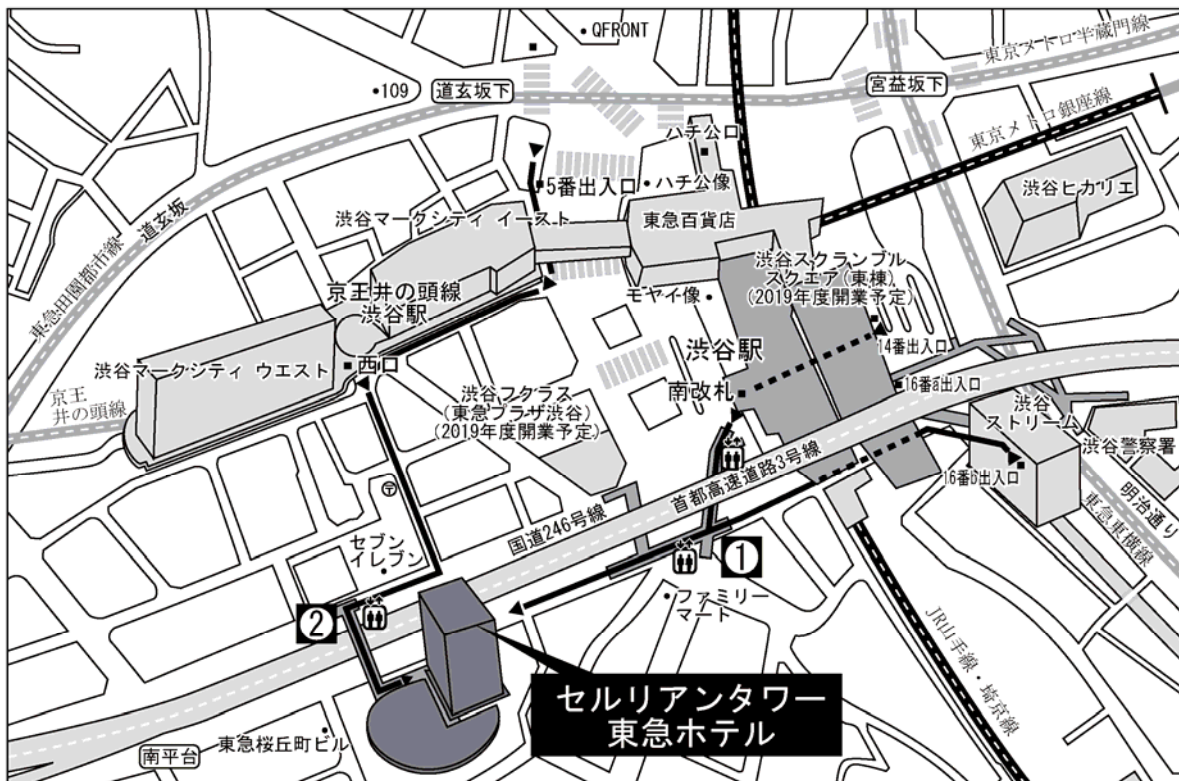 QFRONT
東京メトロ半蔵門線
109
道玄坂下
宮益坂下
東京メトロ銀座線
ハチ公口
5番出入口
ハチ公像
渋谷ヒカリエ
渋谷マークシティ イースト
東急百貨店
道玄坂
東急田園都市線
渋谷スクランブル
スクエア(東棟)
(2019年度開業予定)
京王井の頭線
渋谷駅
モヤイ像
14番出入口
渋谷駅
渋谷マークシティ ウエスト
西口
南改札
16番a出入口
京王
井の頭線
渋谷フクラス
(東急プラザ渋谷)
(2019年度開業予定)
渋谷
ストリーム
渋谷警察署
16番b出入口
首都高速道路3号線
国道246号線
明治通り
東急東横線
〒
セブン
イレブン
1
ファミリー
マート
2
JR山手線・埼京線
セルリアンタワー
東急ホテル
東急桜丘町ビル
南平台